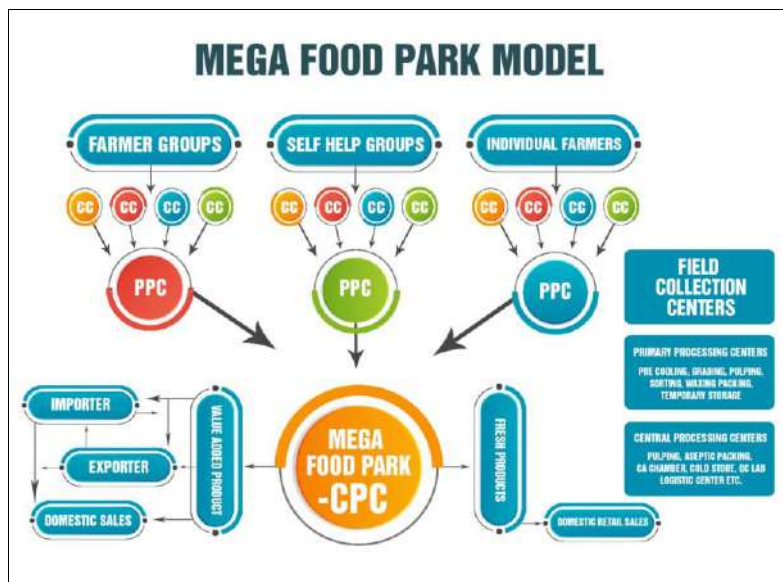 MEGA FOOD PARK MODEL
FARMER GROUPS
SELF HELP GROUPS
INDIVIDUAL FARMERS
CC CC CC CC
CC CC CC CC
CC CC CC CC
PPC
PPC
PPC
FIELD
COLLECTION
CENTERS
PRIMARY PROCESSING CENTERS
PRE COOLING, GRADING, PULPING,
SORTING, WAXING PACKING,
TEMPORARY STORAGE
CENTRAL PROCESSING CENTERS
PULPING, ASEPTIC PACKING,
CA CHAMBER, COLD STORE, QC LAB
LOGISTIC CENTER ETC.
IMPORTER
EXPORTER
DOMESTIC SALES
VALUE ADDED PRODUCT
MEGA
FOOD PARK
-CPC
FRESH PRODUCTS
DOMESTIC RETAIL SALES